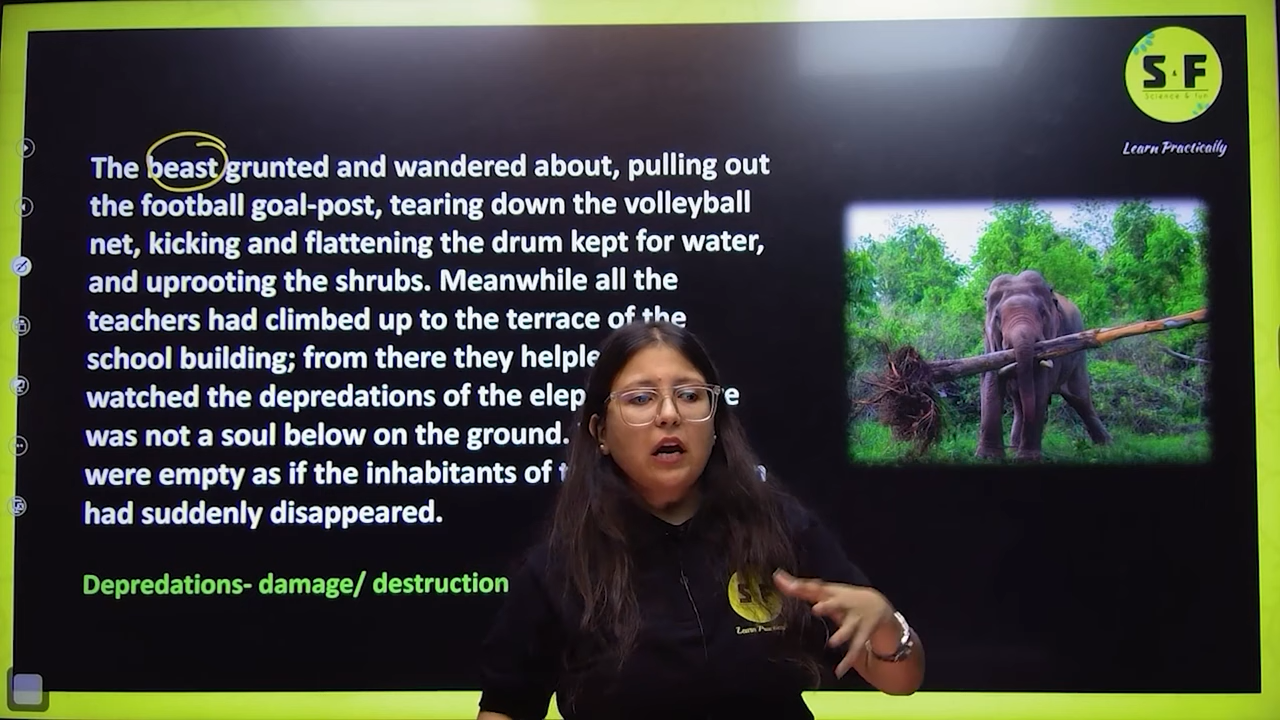 S&F
Science & fun
Learn Practically
The beast grunted and wandered about, pulling out
the football goal-post, tearing down the volleyball
net, kicking and flattening the drum kept for water,
and uprooting the shrubs. Meanwhile all the
teachers had climbed up to the terrace of the
school building; from there they
watched the depredations of the
was not a soul below on the ground.
were empty as if the inhabitants of
had suddenly disappeared.
Depredations- damage/ destruction
S&F
Learn